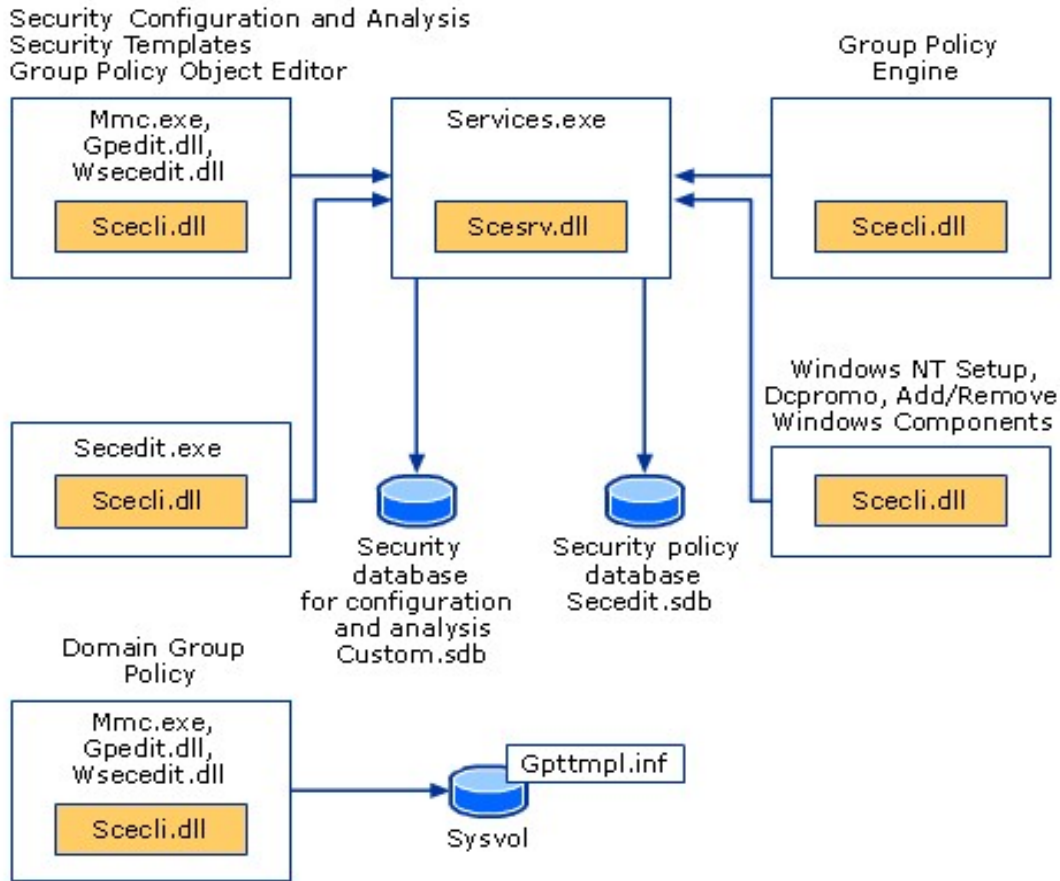 Security Configuration and Analysis
Security Templates
Group Policy Object Editor
Mmc.exe,
Gpedit.dll,
Wsecedit.dll
Scecli.dll
Services.exe
Scesrv.dll
Group Policy
Engine
Scecli.dll
Secedit.exe
Scecli.dll
Security
database
for configuration
and analysis
Custom.sdb
Security policy
database
Secedit.sdb
Windows NT Setup,
Dcpromo, Add/Remove
Windows Components
Scecli.dll
Domain Group
Policy
Mmc.exe,
Gpedit.dll,
Wsecedit.dll
Scecli.dll
Gpttmpl.inf
Sysvol